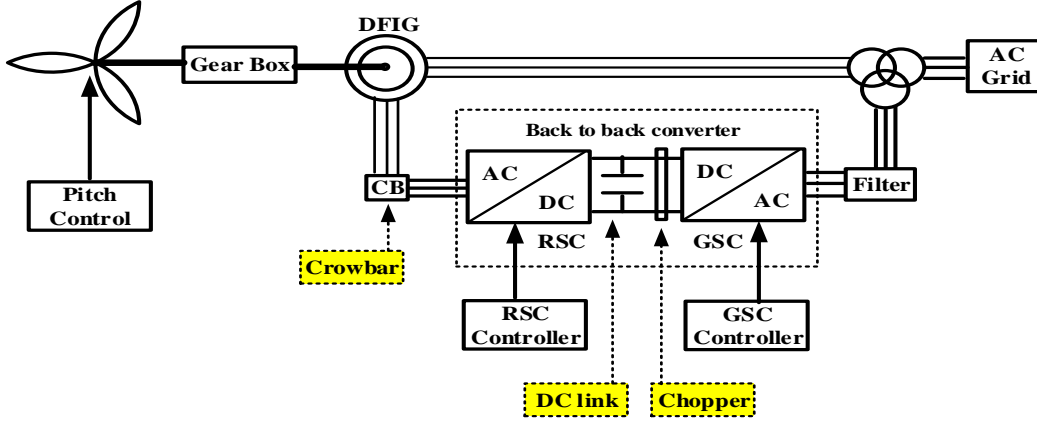 DFIG
Gear Box
AC
Grid
Back to back converter
Pitch
Control
CB
AC
DC
DC
AC
Filter
RSC
GSC
Crowbar
RSC
Controller
GSC
Controller
DC link
Chopper